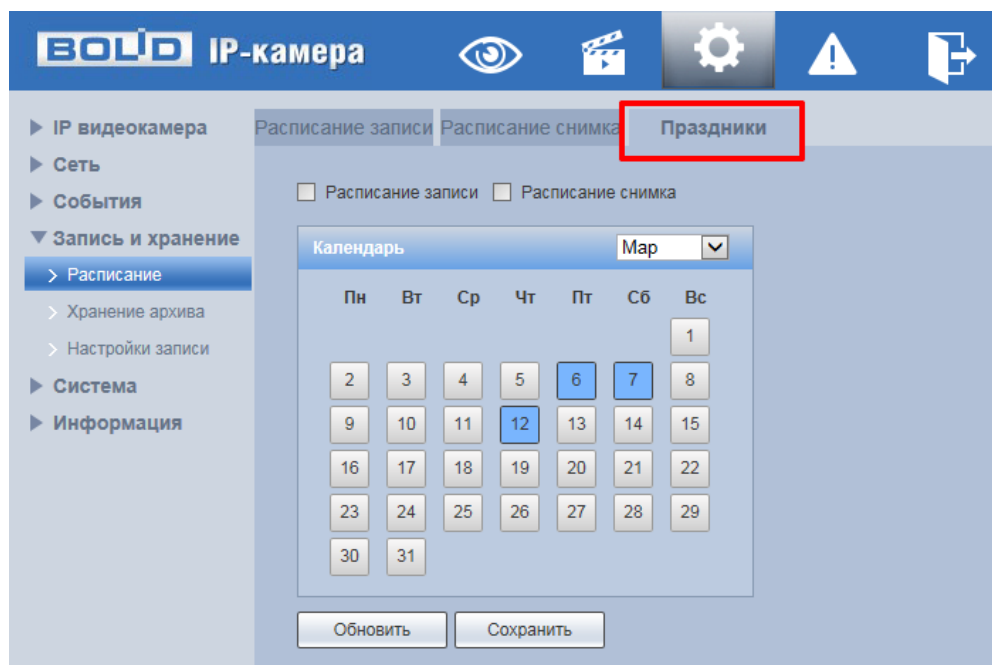 BOLID IP-камера
IP видеокамера
Сеть
События
Запись и хранение
Расписание
Хранение архива
Настройки записи
Система
Информация
Расписание записи Расписание снимка Праздники
Расписание записи Расписание снимка
Календарь Мар
Пн Вт Ср Чт Пт Сб Вс
1
2 3 4 5 6 7 8
9 10 11 12 13 14 15
16 17 18 19 20 21 22
23 24 25 26 27 28 29
30 31
Обновить Сохранить